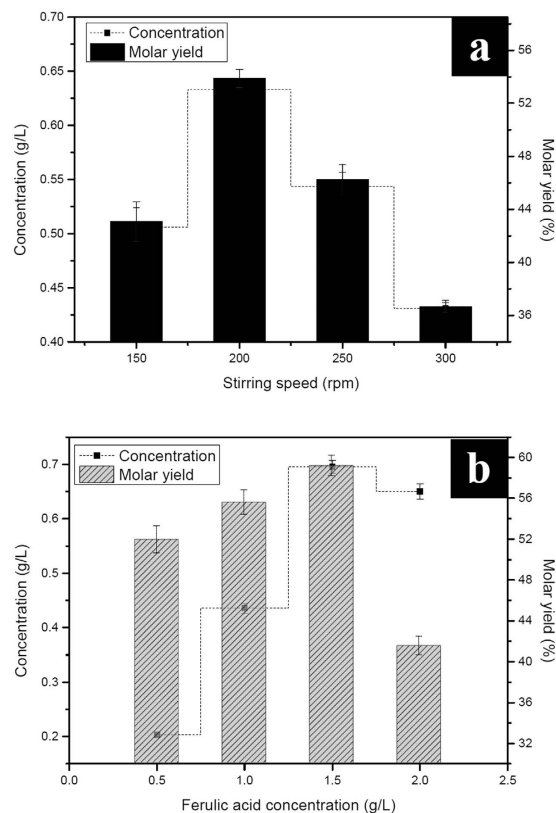 a
Concentration
Molar yield
Concentration (g/L)
0.70
0.65
0.60
0.55
0.50
0.45
0.40
Molar yield (%)
56
52
48
44
40
36
150 200 250 300
Stirring speed (rpm)
b
Concentration
Molar yield
Concentration (g/L)
0.7
0.6
0.5
0.4
0.3
0.2
Molar yield (%)
60
56
52
48
44
40
36
32
0.0 0.5 1.0 1.5 2.0 2.5
Ferulic acid concentration (g/L)